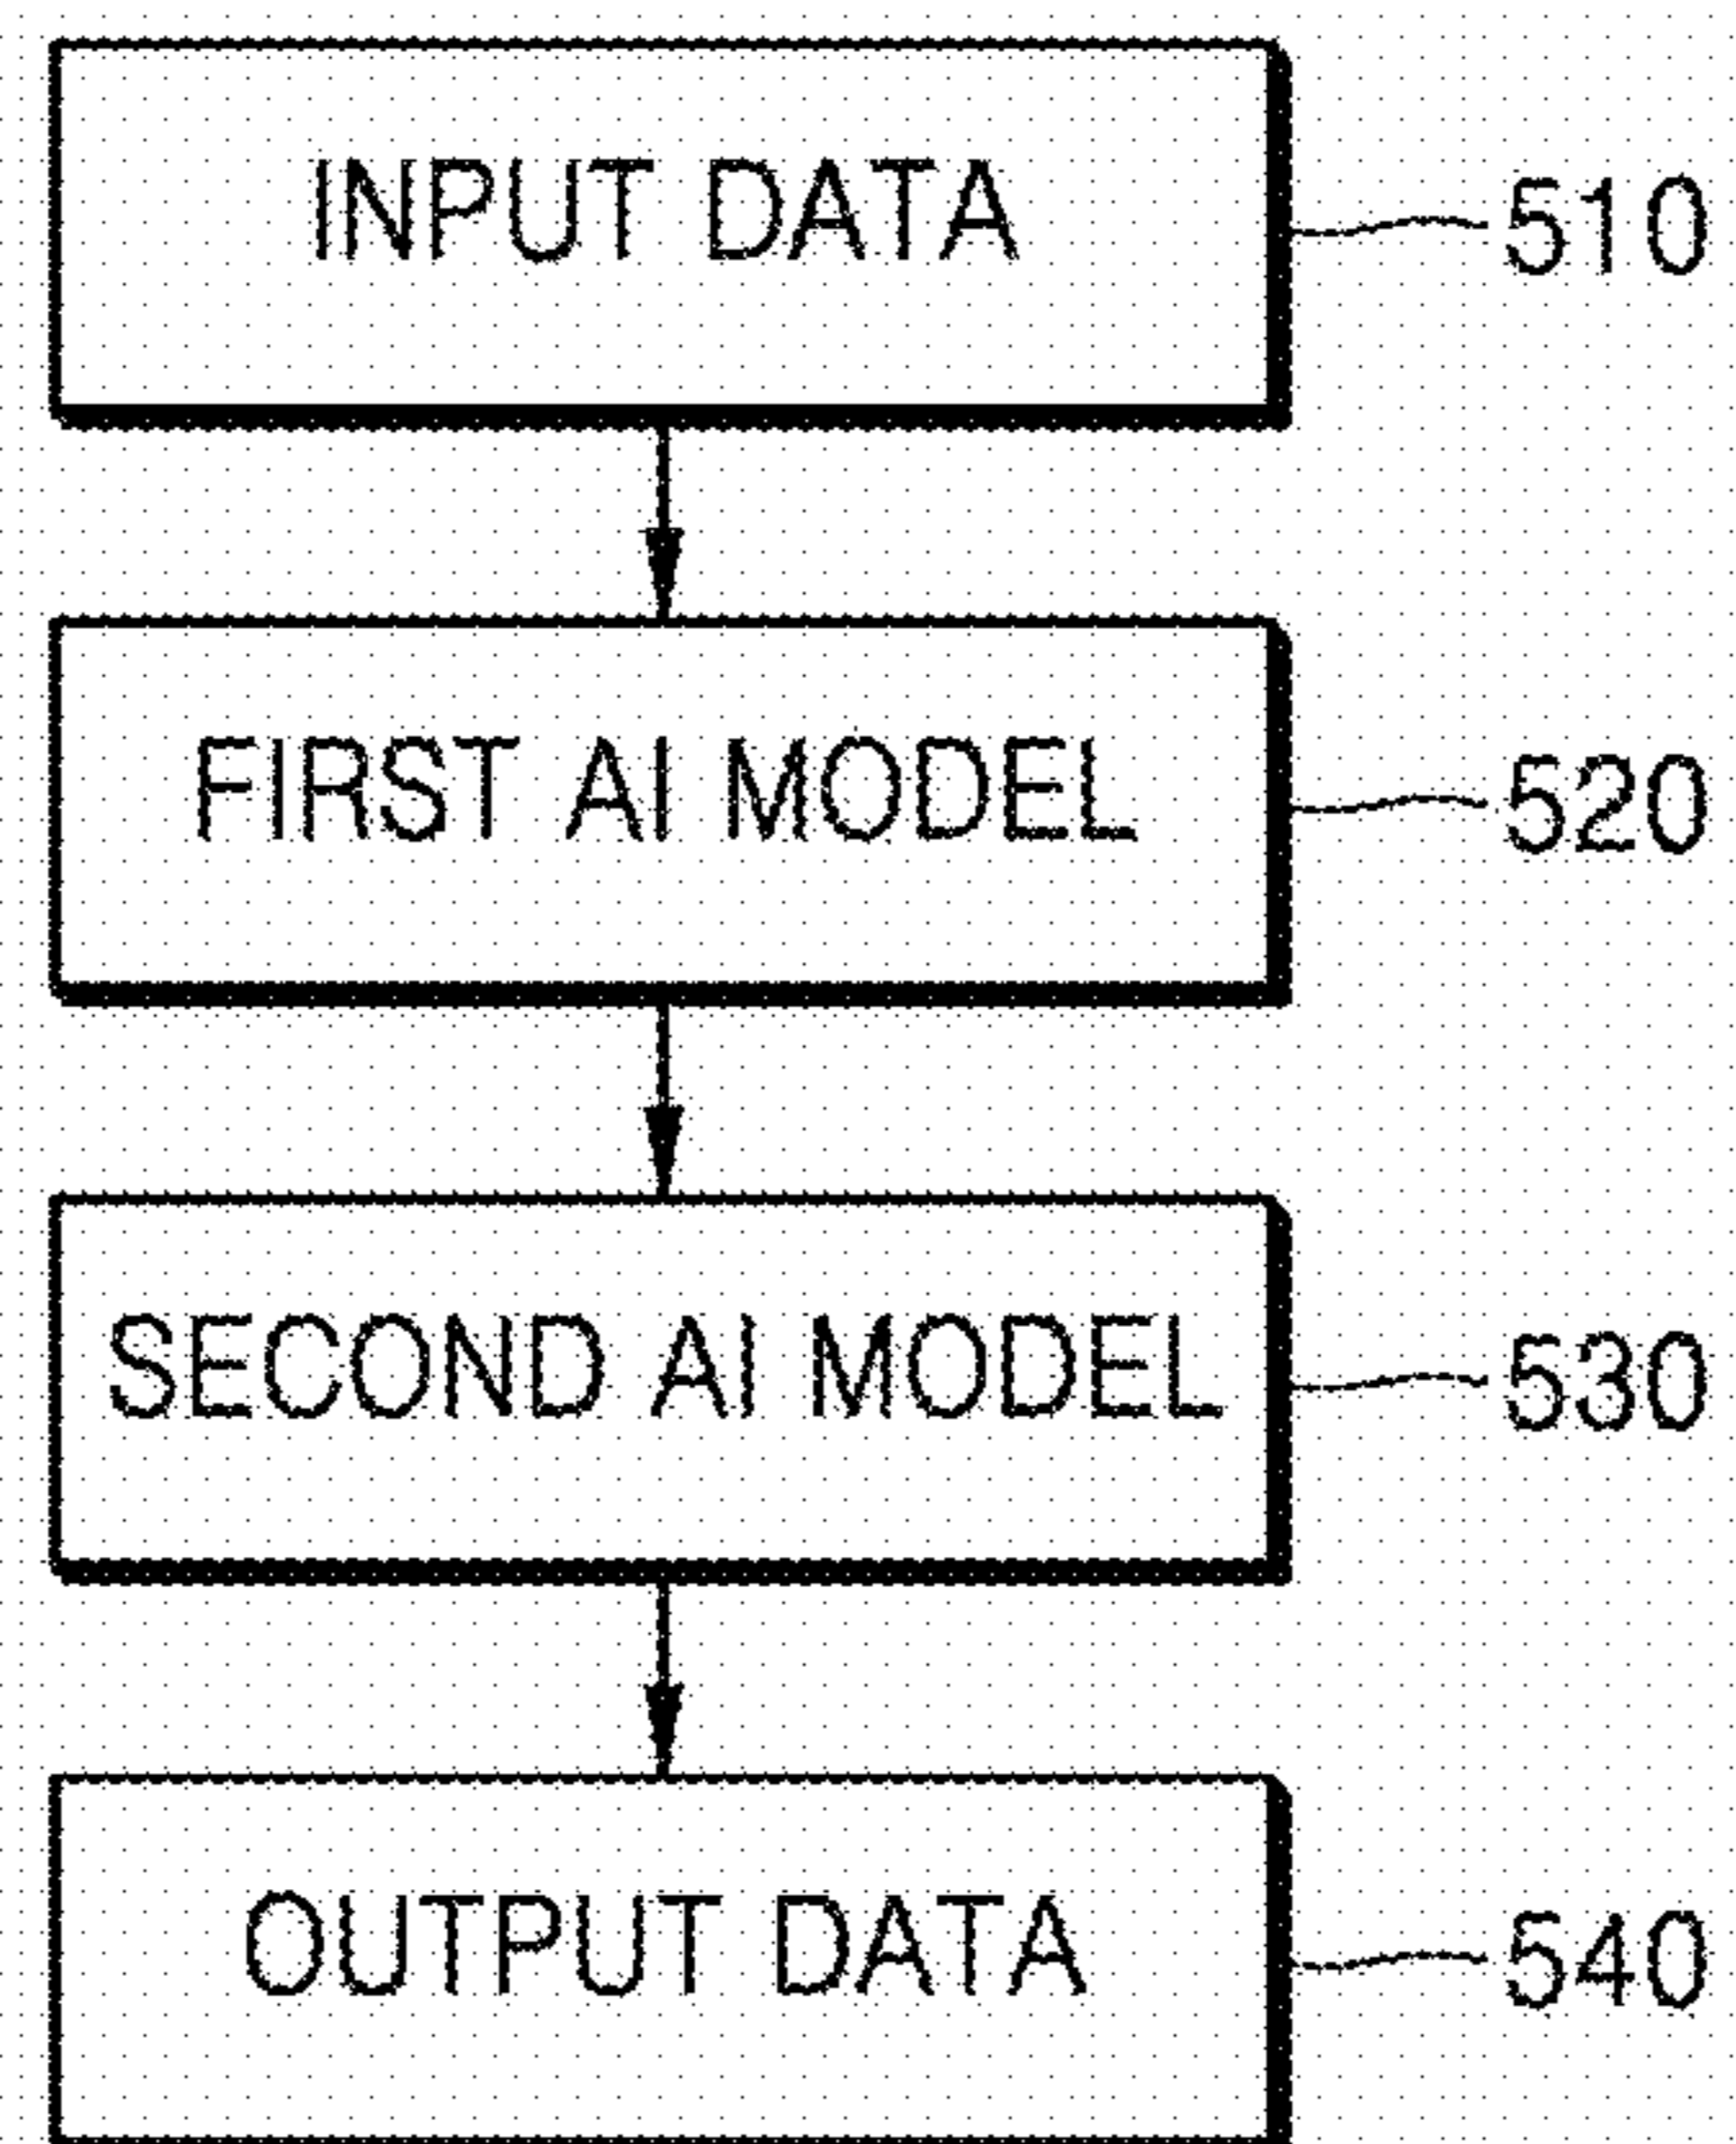 INPUT DATA 510
FIRST AI MODEL 520
SECOND AI MODEL 530
OUTPUT DATA 540